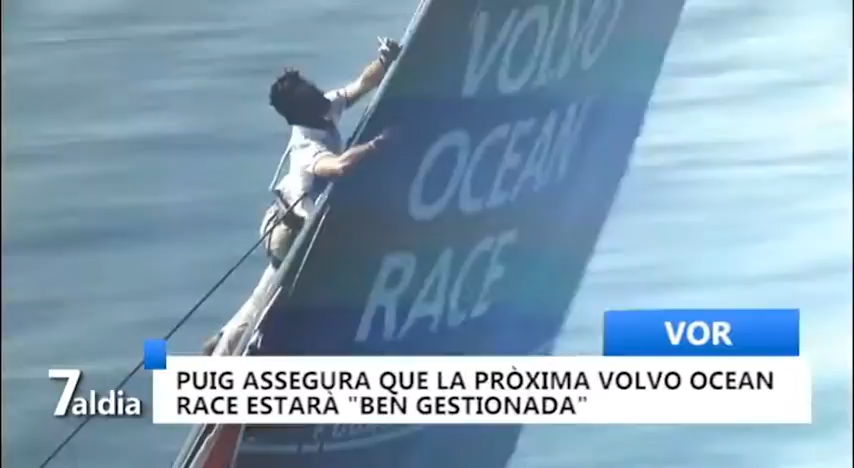 VOLVO
OCEAN
RACE
VOR
7aldia
PUIG ASSEGURA QUE LA PRÒXIMA VOLVO OCEAN
RACE ESTARÀ "BEN GESTIONADA"